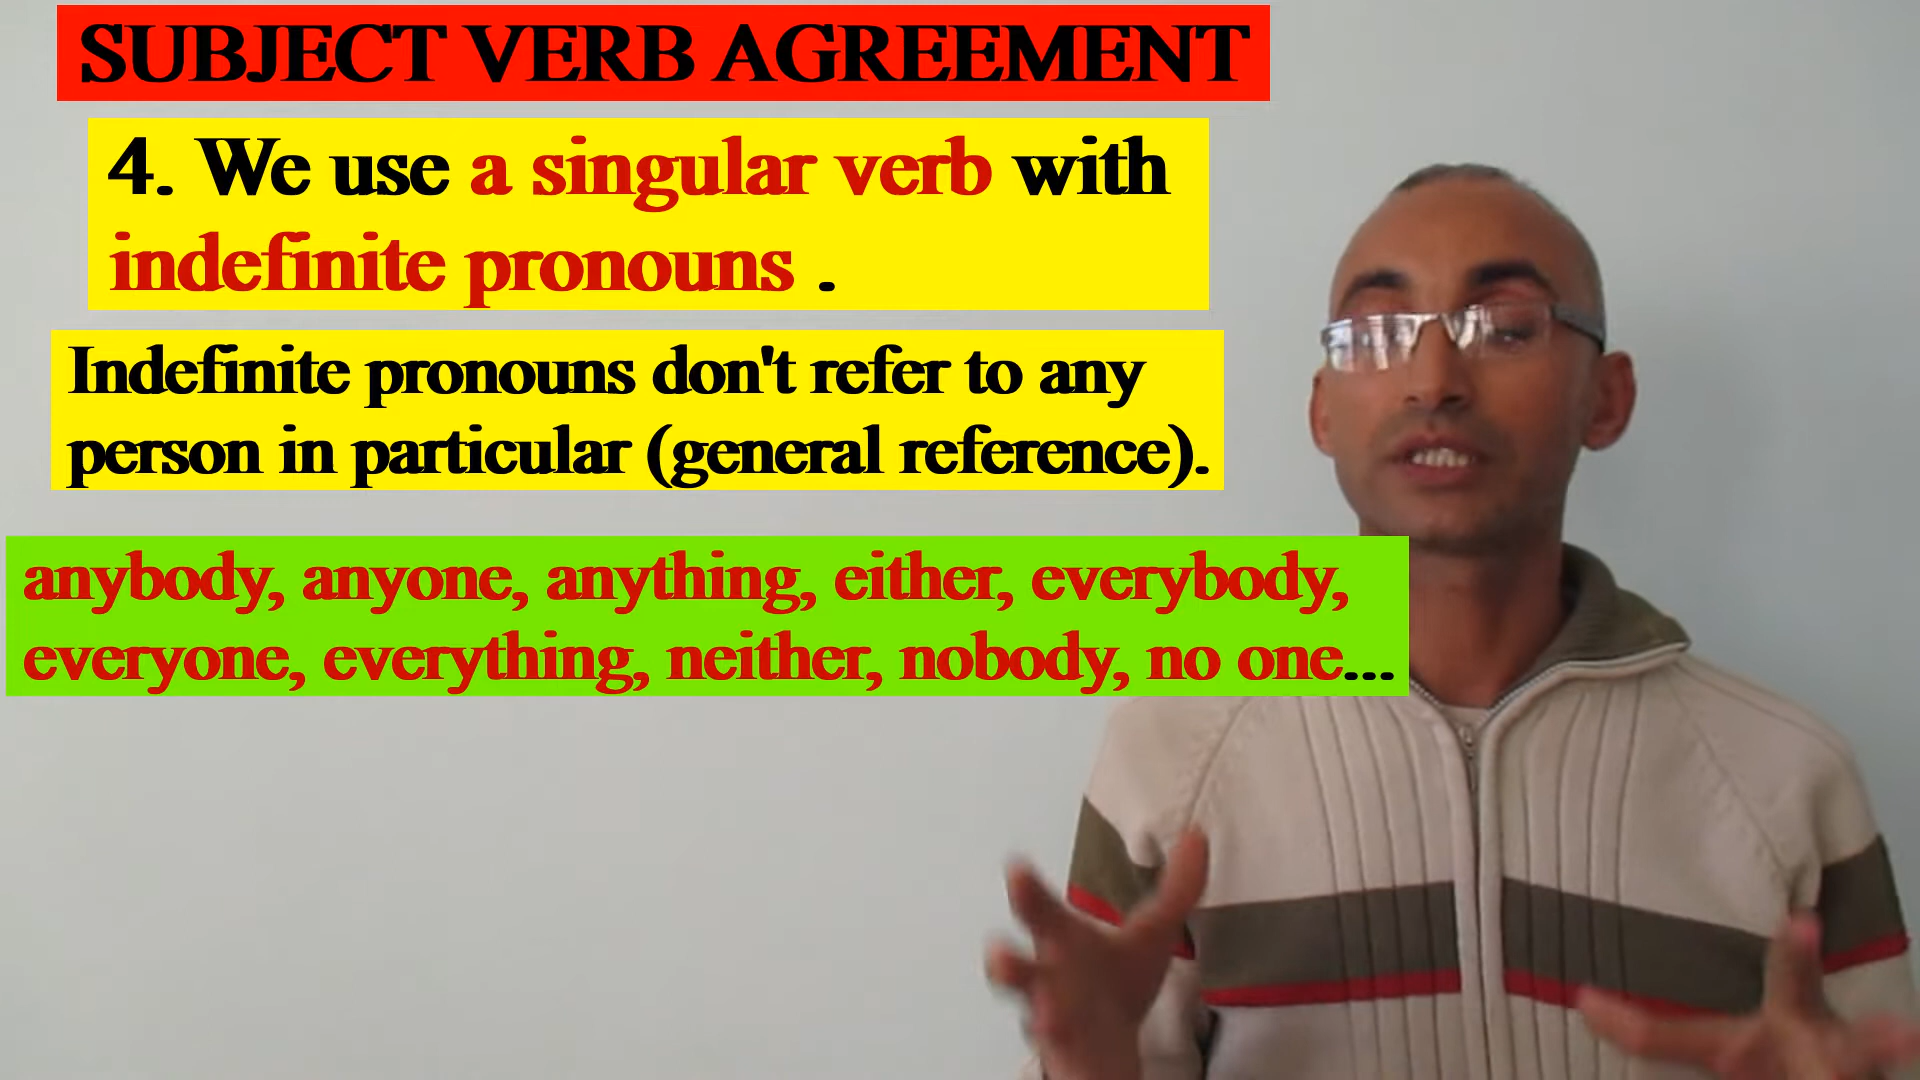 SUBJECT VERB AGREEMENT
4. We use a singular verb with
indefinite pronouns .
Indefinite pronouns don't refer to any
person in particular (general reference).
anybody, anyone, anything, either, everybody,
everyone, everything, neither, nobody, no one...